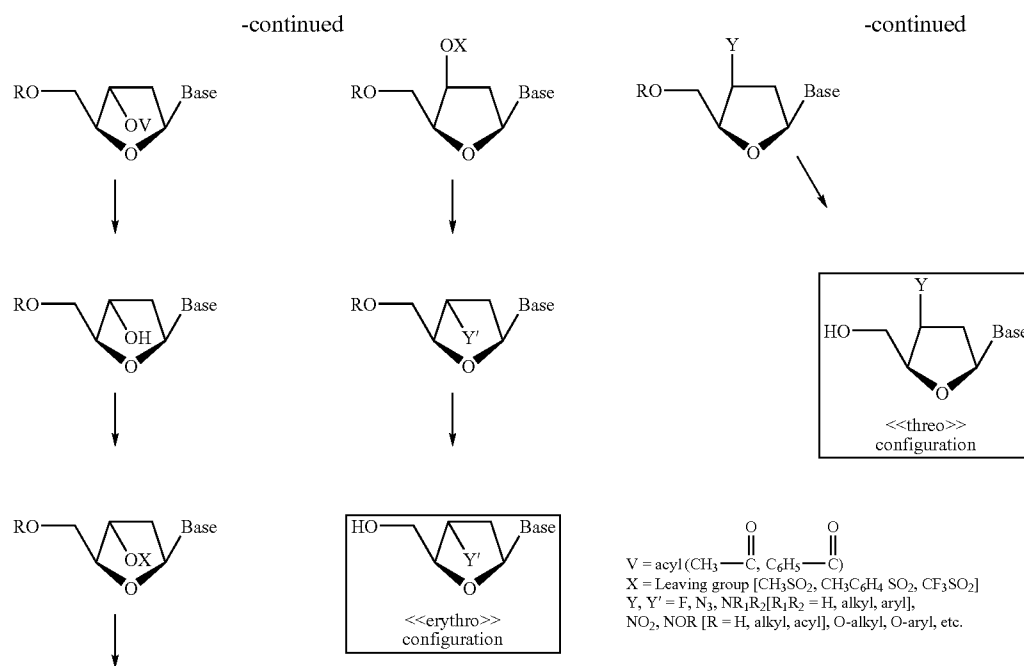 -continued
-continued
RO
Base
OV
O
OX
RO
Base
O
Y
RO
Base
O
RO
Base
OH
O
RO
Base
Y'
O
Y
HO
Base
O
<<threo>>
configuration
RO
Base
OX
O
HO
Base
Y'
O
<<erythro>>
configuration
O O
V = acyl (CH3—C, C6H5—C)
X = Leaving group [CH3SO2, CH3C6H4 SO2, CF3SO2]
Y, Y' = F, N3, NR1R2[R1R2 = H, alkyl, aryl],
NO2, NOR [R = H, alkyl, acyl], O-alkyl, O-aryl, etc.